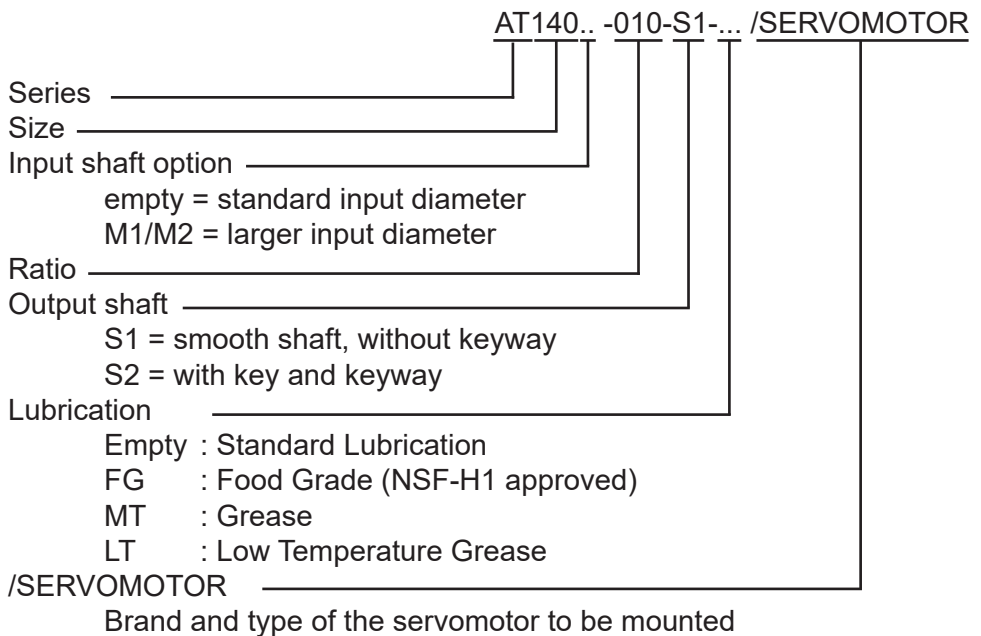 AT140.. -010-S1-... /SERVOMOTOR
Series
Size
Input shaft option
empty = standard input diameter
M1/M2 = larger input diameter
Ratio
Output shaft
S1 = smooth shaft, without keyway
S2 = with key and keyway
Lubrication
Empty : Standard Lubrication
FG : Food Grade (NSF-H1 approved)
MT : Grease
LT : Low Temperature Grease
/SERVOMOTOR
Brand and type of the servomotor to be mounted